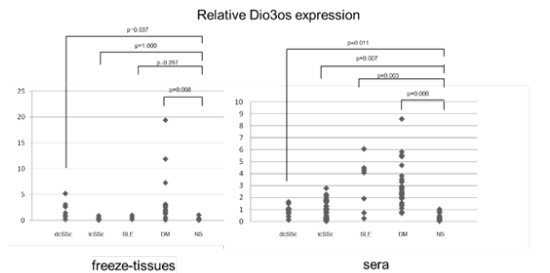 Relative Dio3os expression
p=0.037
p=1.000
p=0.297
p=0.008
25
20
15
10
5
0
dcSSc lcSSc SLE DM NS
freeze-tissues
p=0.011
p=0.007
p=0.003
p=0.000
10
9
8
7
6
5
4
3
2
1
0
dcSSc lcSSc SLE DM NS
sera